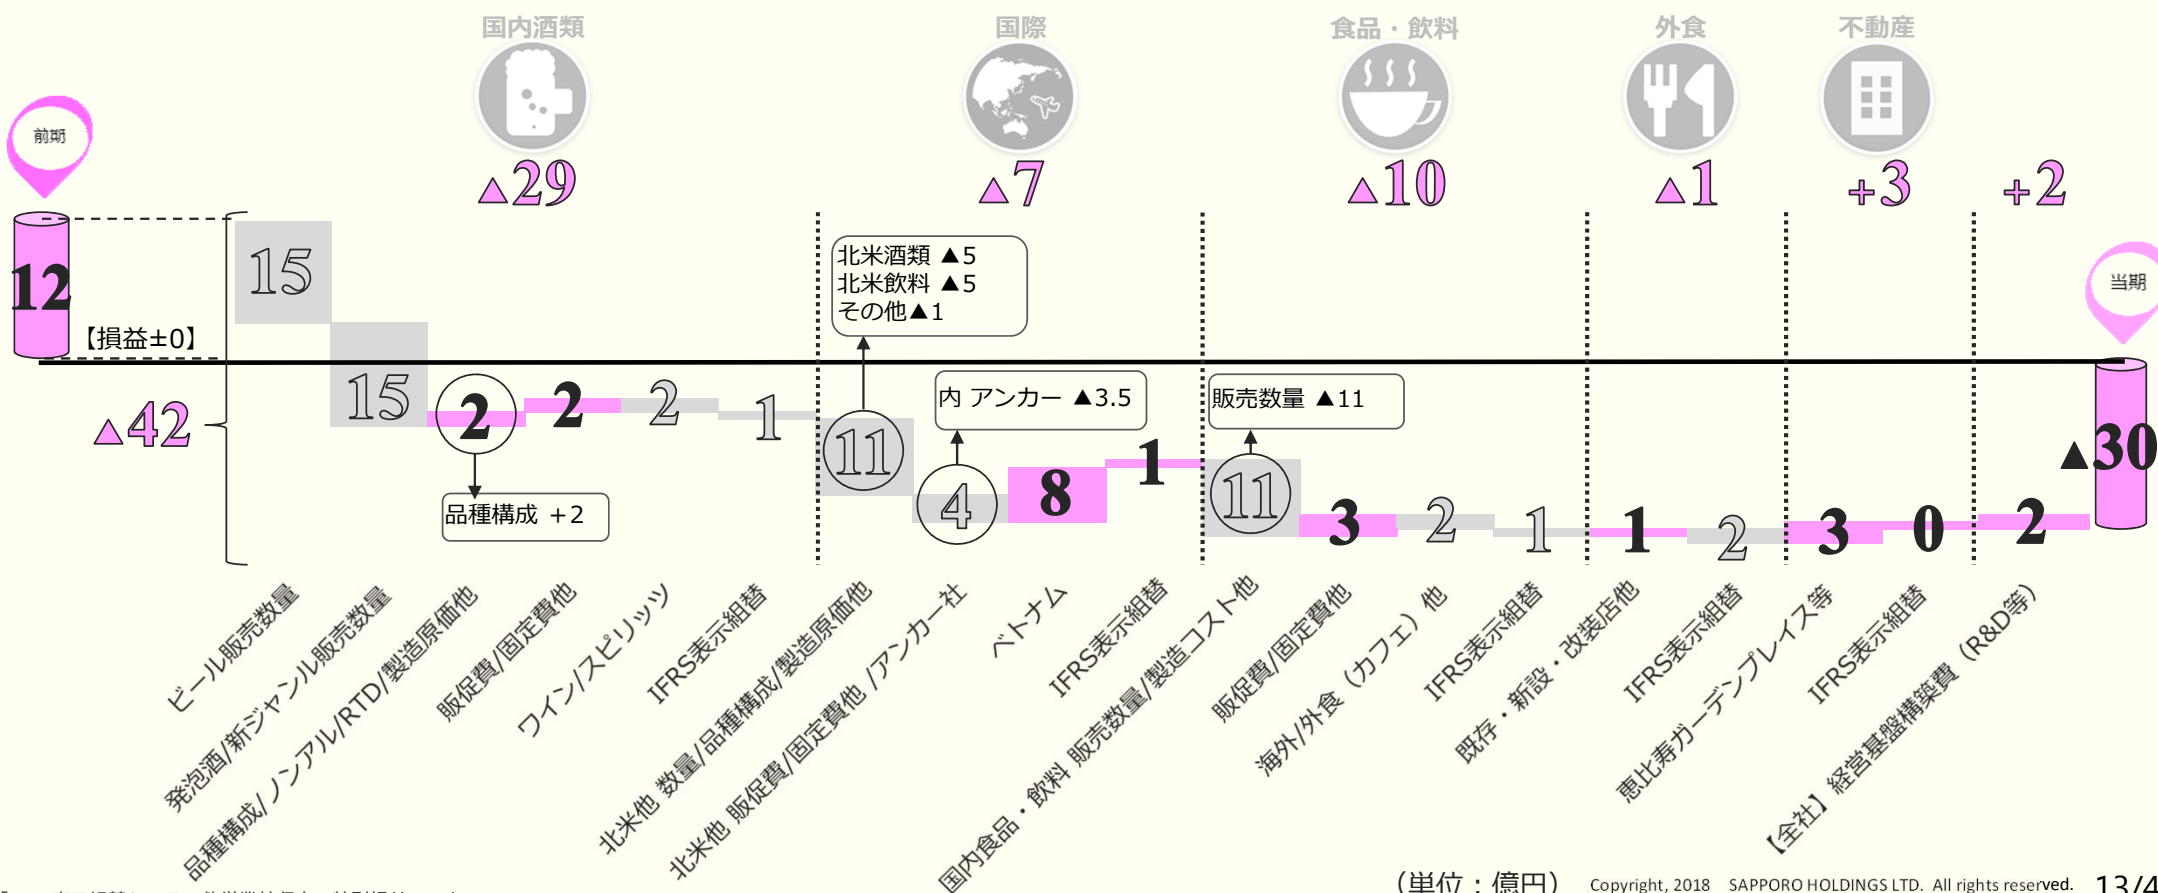 国内酒類
国際
食品・飲料
外食
不動産
前期
▲29
▲7
▲10
▲1
+3
+2
12
【損益±0】
▲42
15
15
2
2
2
1
11
4
8
1
11
3
2
1
1
2
3
0
2
北米酒類 ▲5
北米飲料 ▲5
その他▲1
内 アンカー ▲3.5
販売数量 ▲11
品種構成 +2
当期
▲30
ビール販売数量
発泡酒/新ジャンル販売数量
品種構成/ノンアル/RTD/製造原価他
販促費/固定費他
ワイン/スピリッツ
IFRS表示組替
北米他 数量/品種構成/製造原価他
北米他 販促費/固定費他 /アンカー社
ベトナム
IFRS表示組替
国内食品・飲料 販売数量/製造コスト他
販促費/固定費他
海外/外食（カフェ）他
IFRS表示組替
既存・新設・改装店他
IFRS表示組替
恵比寿ガーデンプレイス等
IFRS表示組替
【全社】経営基盤構築費（R&D等）
（単位：億円）
Copyright, 2018 SAPPORO HOLDINGS LTD. All rights reserved.
13/4